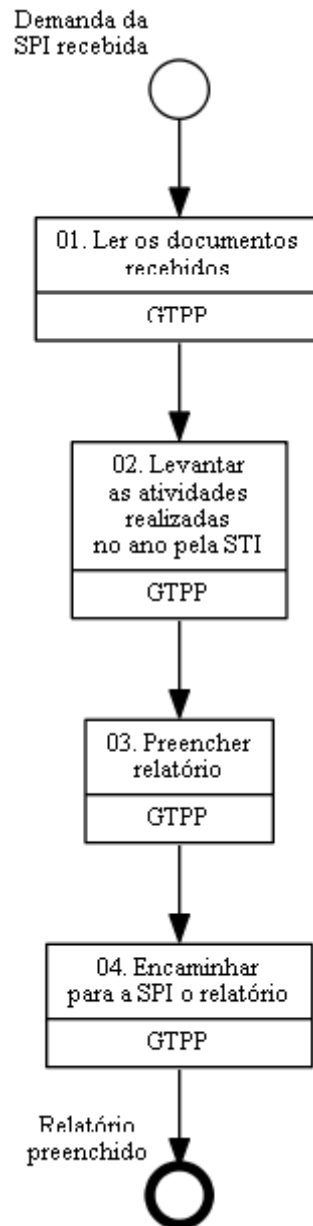 Demanda da
SPI recebida
01. Ler os documentos
recebidos
GTPP
02. Levantar
as atividades
realizadas
no ano pela STI
GTPP
03. Preencher
relatório
GTPP
04. Encaminhar
para a SPI o relatório
GTPP
Relatório
preenchido